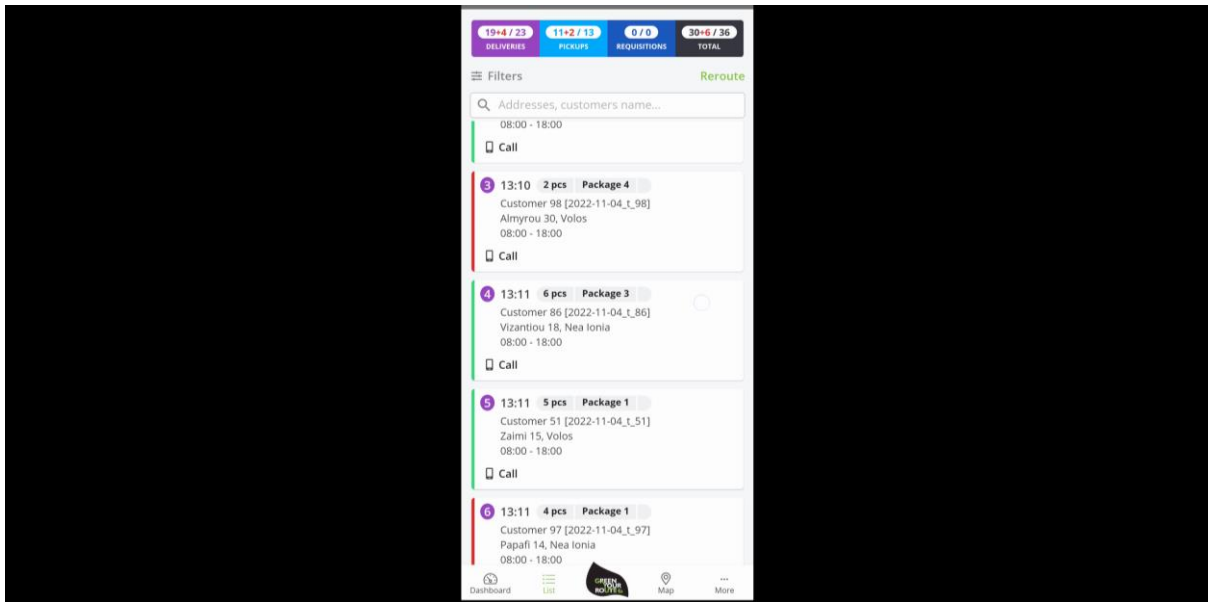 19+4 / 23 11+2 / 13 0 / 0 30+6 / 36
DELIVERIES PICKUPS REQUISITIONS TOTAL
Filters Reroute
Addresses, customers name...
08:00 - 18:00
Call
3 13:10 2 pcs Package 4
Customer 98 [2022-11-04_t_98]
Almyrou 30, Volos
08:00 - 18:00
Call
4 13:11 6 pcs Package 3
Customer 86 [2022-11-04_t_86]
Vizantiou 18, Nea Ionia
08:00 - 18:00
Call
5 13:11 5 pcs Package 1
Customer 51 [2022-11-04_t_51]
Zaimi 15, Volos
08:00 - 18:00
Call
6 13:11 4 pcs Package 1
Customer 97 [2022-11-04_t_97]
Papafi 14, Nea Ionia
08:00 - 18:00
GREEN
TOUR
ROUTE
Dashboard List Map More